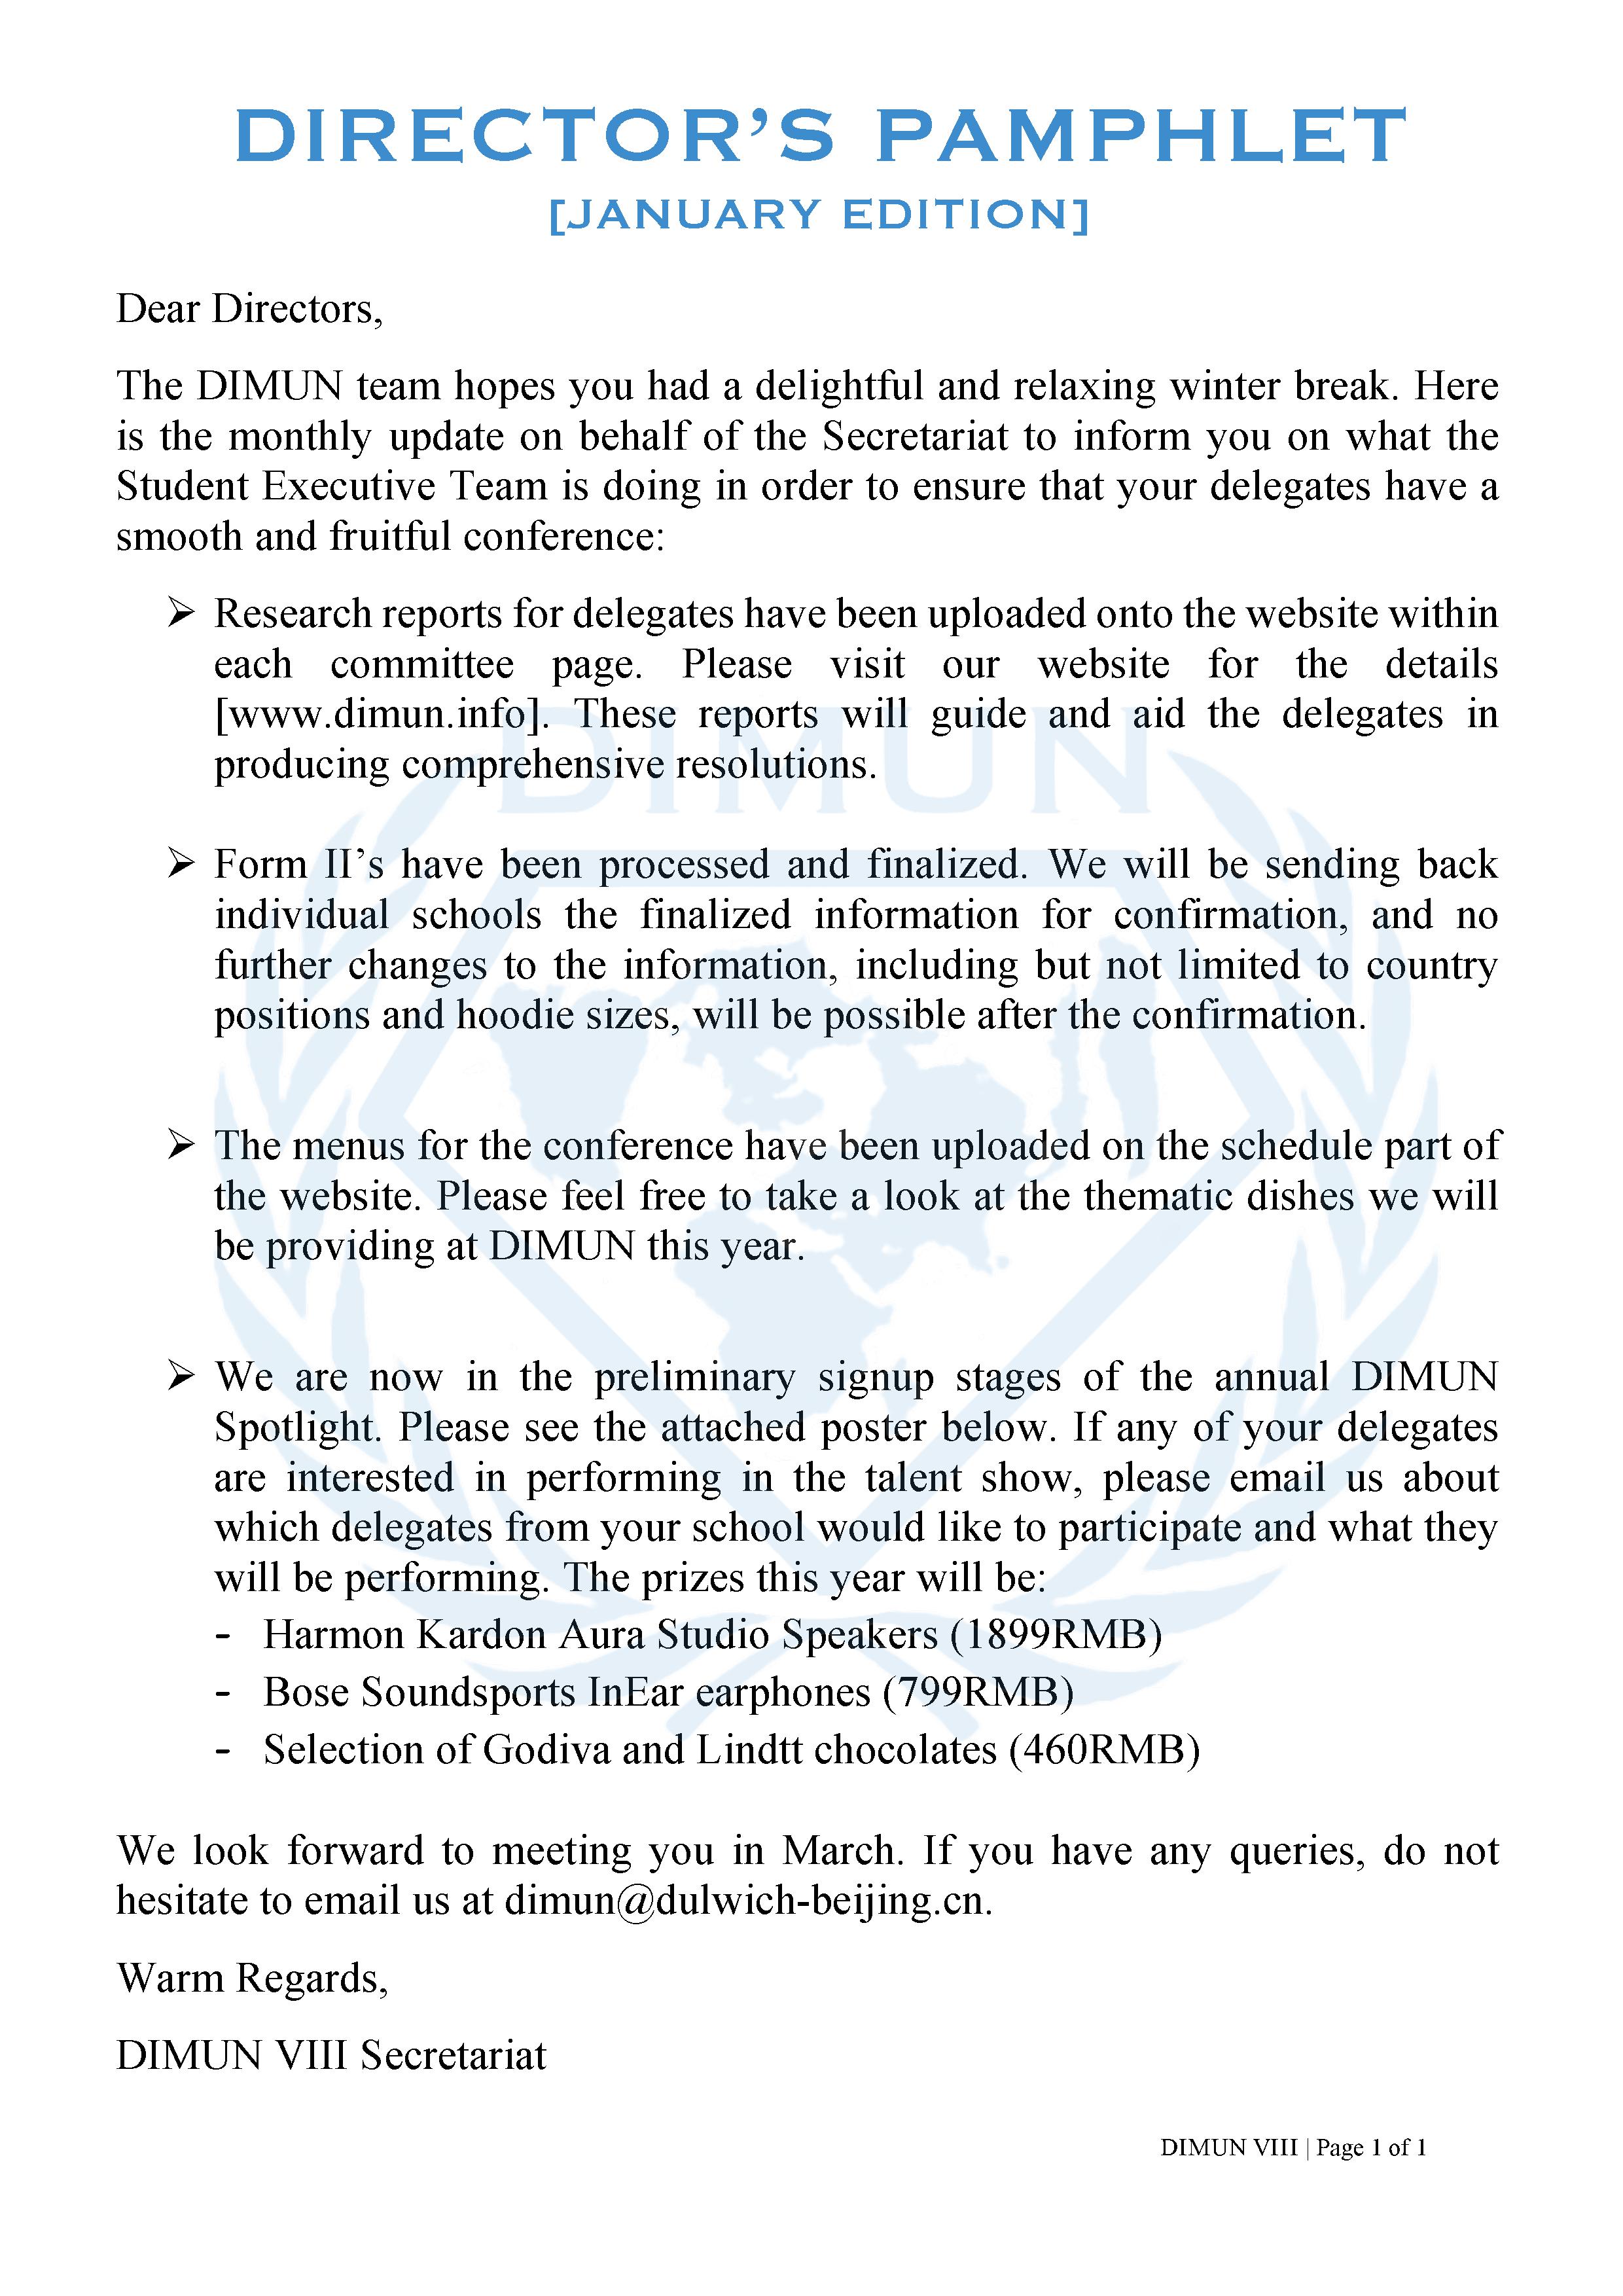 DIRECTOR’S PAMPHLET
[JANUARY EDITION]
Dear Directors,
The DIMUN team hopes you had a delightful and relaxing winter break. Here
is the monthly update on behalf of the Secretariat to inform you on what the
Student Executive Team is doing in order to ensure that your delegates have a
smooth and fruitful conference:
➢ Research reports for delegates have been uploaded onto the website within
each committee page. Please visit our website for the details
[www.dimun.info]. These reports will guide and aid the delegates in
producing comprehensive resolutions.
DIMUN
➢ Form II’s have been processed and finalized. We will be sending back
individual schools the finalized information for confirmation, and no
further changes to the information, including but not limited to country
positions and hoodie sizes, will be possible after the confirmation.
➢ The menus for the conference have been uploaded on the schedule part of
the website. Please feel free to take a look at the thematic dishes we will
be providing at DIMUN this year.
➢ We are now in the preliminary signup stages of the annual DIMUN
Spotlight. Please see the attached poster below. If any of your delegates
are interested in performing in the talent show, please email us about
which delegates from your school would like to participate and what they
will be performing. The prizes this year will be:
- Harmon Kardon Aura Studio Speakers (1899RMB)
- Bose Soundsports InEar earphones (799RMB)
- Selection of Godiva and Lindtt chocolates (460RMB)
We look forward to meeting you in March. If you have any queries, do not
hesitate to email us at dimun@dulwich-beijing.cn.
Warm Regards,
DIMUN VIII Secretariat
DIMUN VIII | Page 1 of 1